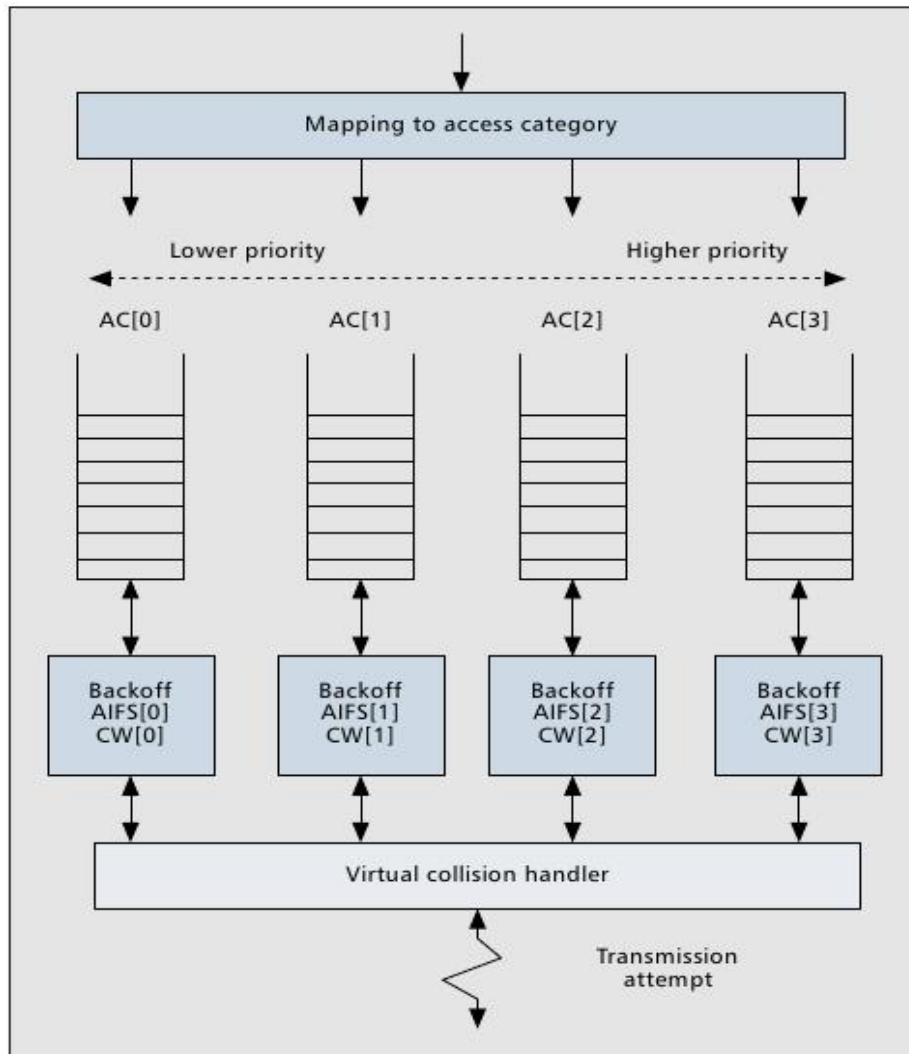 Mapping to access category
Lower priority
Higher priority
AC[0]
AC[1]
AC[2]
AC[3]
Backoff
AIFS[0]
CW[0]
Backoff
AIFS[1]
CW[1]
Backoff
AIFS[2]
CW[2]
Backoff
AIFS[3]
CW[3]
Virtual collision handler
Transmission
attempt